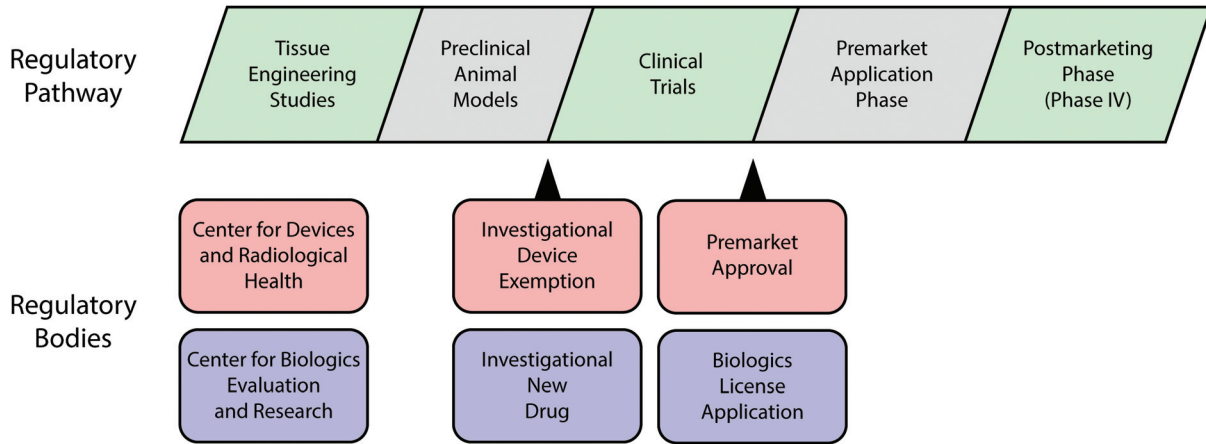 Regulatory
Pathway
Tissue
Engineering
Studies
Preclinical
Animal
Models
Clinical
Trials
Premarket
Application
Phase
Postmarketing
Phase
(Phase IV)
Regulatory
Bodies
Center for Devices
and Radiological
Health
Investigational
Device
Exemption
Premarket
Approval
Center for Biologics
Evaluation
and Research
Investigational
New
Drug
Biologics
License
Application